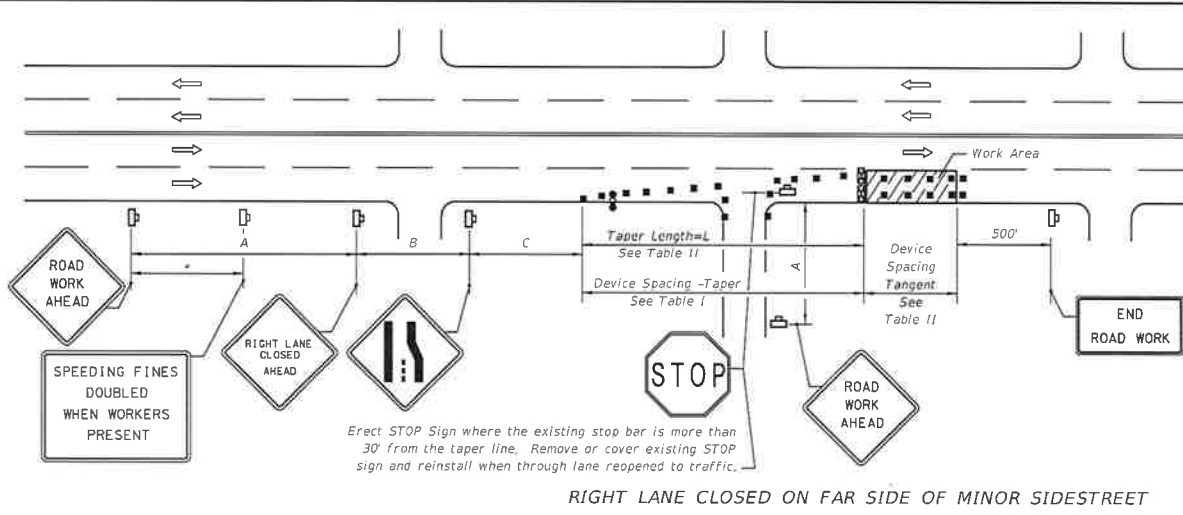 Work Area
A
B
C
Taper Length=L
See Table II
Device Spacing -Taper
See Table I
A
Device
Spacing
Tangent
See
Table II
500'
ROAD
WORK
AHEAD
SPEEDING FINES
DOUBLED
WHEN WORKERS
PRESENT
RIGHT LANE
CLOSED
AHEAD
STOP
ROAD
WORK
AHEAD
END
ROAD WORK
Erect STOP Sign where the existing stop bar is more than
30' from the taper line. Remove or cover existing STOP
sign and reinstall when through lane reopened to traffic.
RIGHT LANE CLOSED ON FAR SIDE OF MINOR SIDESTREET